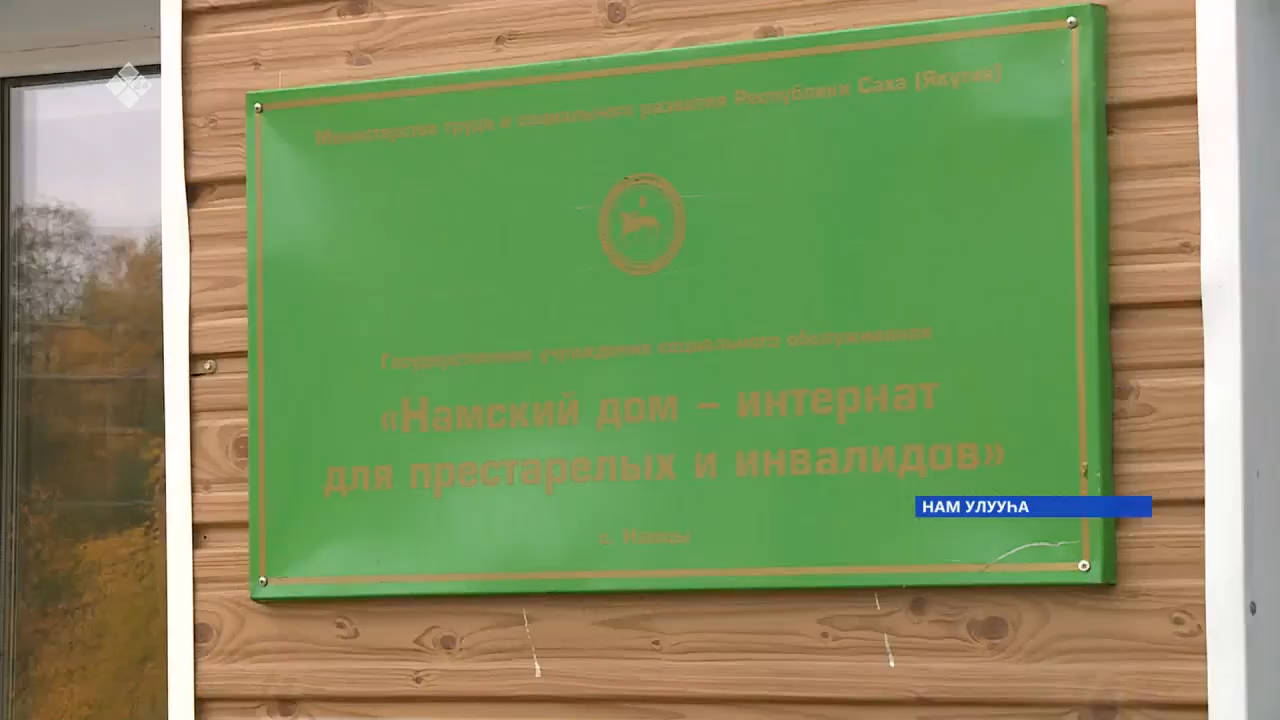 Министерство труда и социального развития Республики Саха (Якутия)
Государственное учреждение социального обслуживания
«Намский дом – интернат
для престарелых и инвалидов»
с. Намцы
НАМ УЛУУҺА